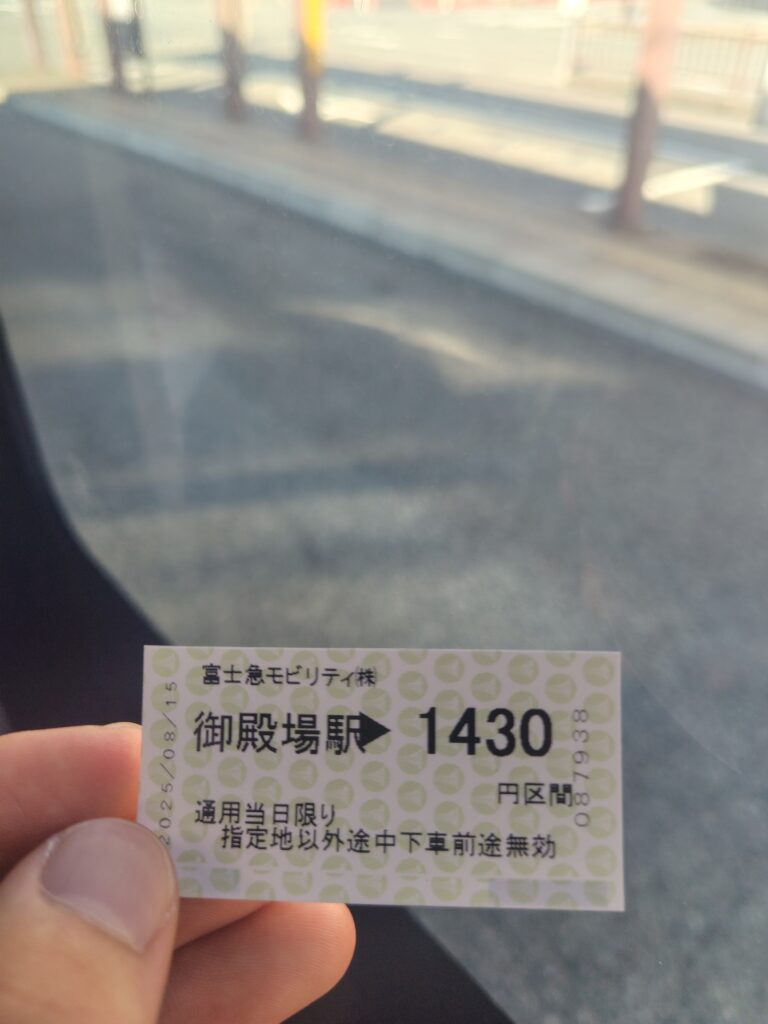 富士急モビリティ㈱
御殿場駅▶1430
円区間
通用当日限り
指定地以外途中下車前途無効
2025/08/15
087938